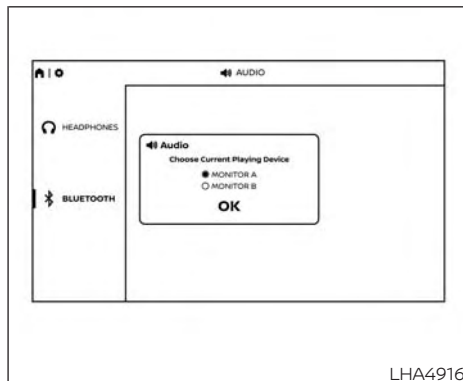 AUDIO
HEADPHONES
BLUETOOTH
Audio
Choose Current Playing Device
MONITOR A
MONITOR B
OK
LHA4916